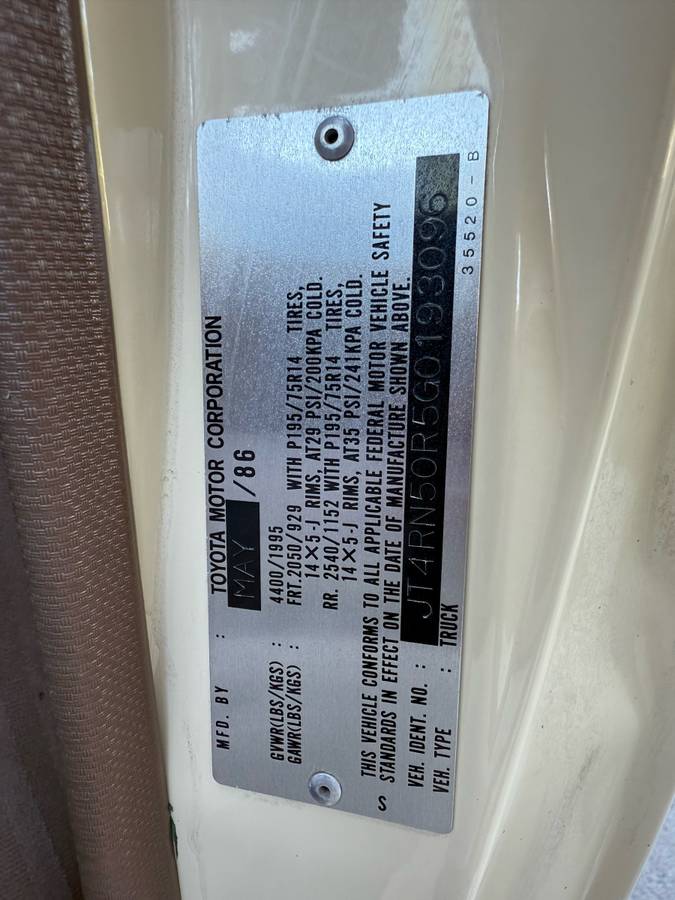 MFD. BY : TOYOTA MOTOR CORPORATION
MAY /86
GVWR(LBS/KGS) : 4400/1995
GAWR(LBS/KGS) : FRT.2050/929 WITH P195/75R14 TIRES,
14×5-J RIMS, AT29 PSI/200KPA COLD.
RR. 2540/1152 WITH P195/75R14 TIRES,
14×5-J RIMS, AT35 PSI/241KPA COLD.
THIS VEHICLE CONFORMS TO ALL APPLICABLE FEDERAL MOTOR VEHICLE SAFETY
STANDARDS IN EFFECT ON THE DATE OF MANUFACTURE SHOWN ABOVE.
VEH. IDENT. NO. : JT4RN50R5G0193096
VEH. TYPE : TRUCK
S
35520-B